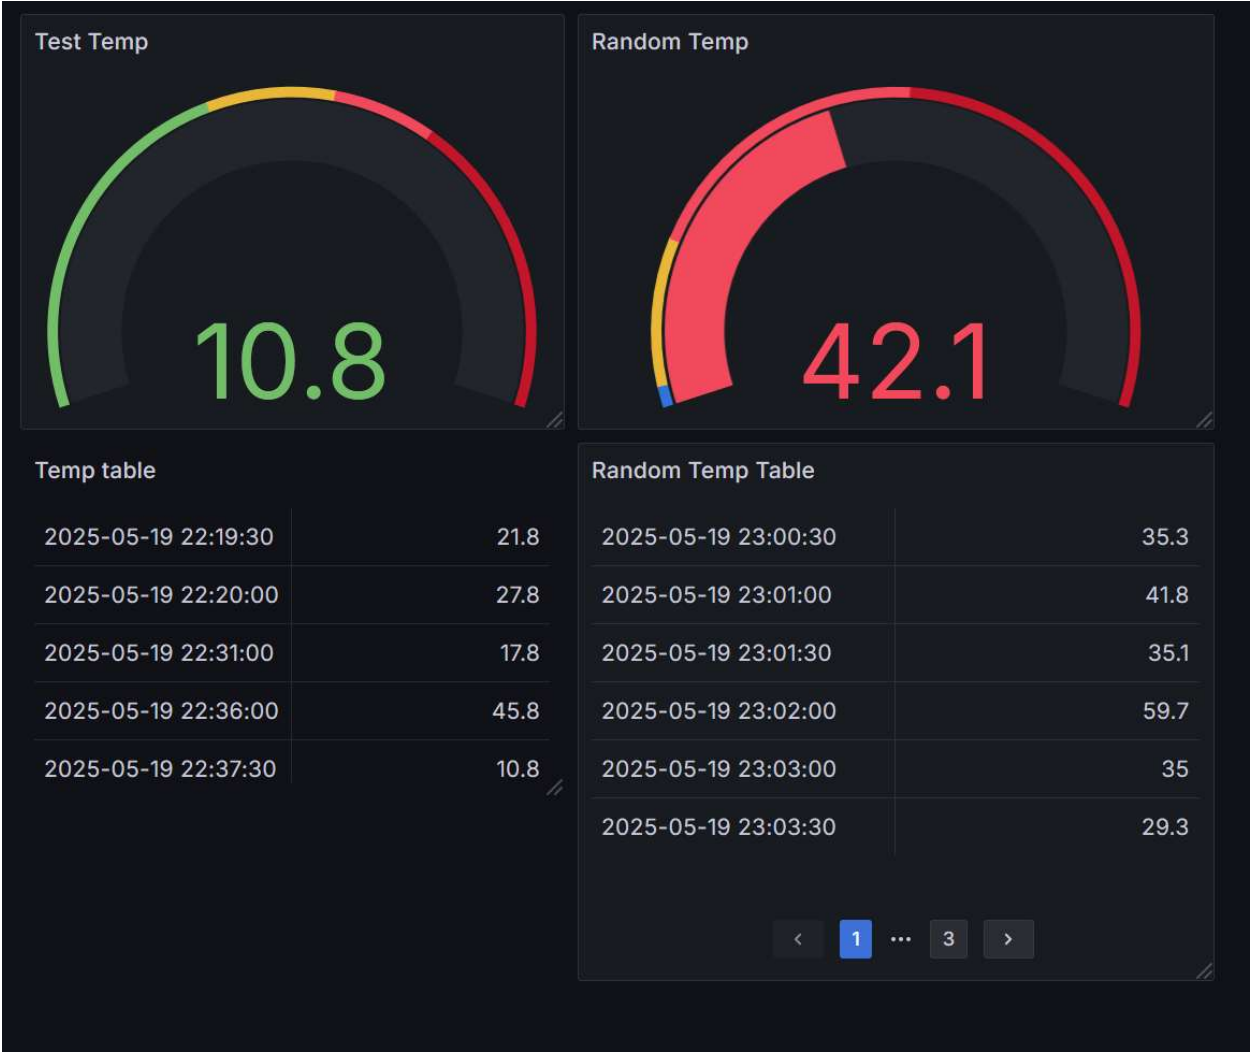 Test Temp
10.8
Random Temp
42.1
Temp table
2025-05-19 22:19:30 21.8
2025-05-19 22:20:00 27.8
2025-05-19 22:31:00 17.8
2025-05-19 22:36:00 45.8
2025-05-19 22:37:30 10.8
Random Temp Table
2025-05-19 23:00:30 35.3
2025-05-19 23:01:00 41.8
2025-05-19 23:01:30 35.1
2025-05-19 23:02:00 59.7
2025-05-19 23:03:00 35
2025-05-19 23:03:30 29.3
‹ 1 ... 3 ›